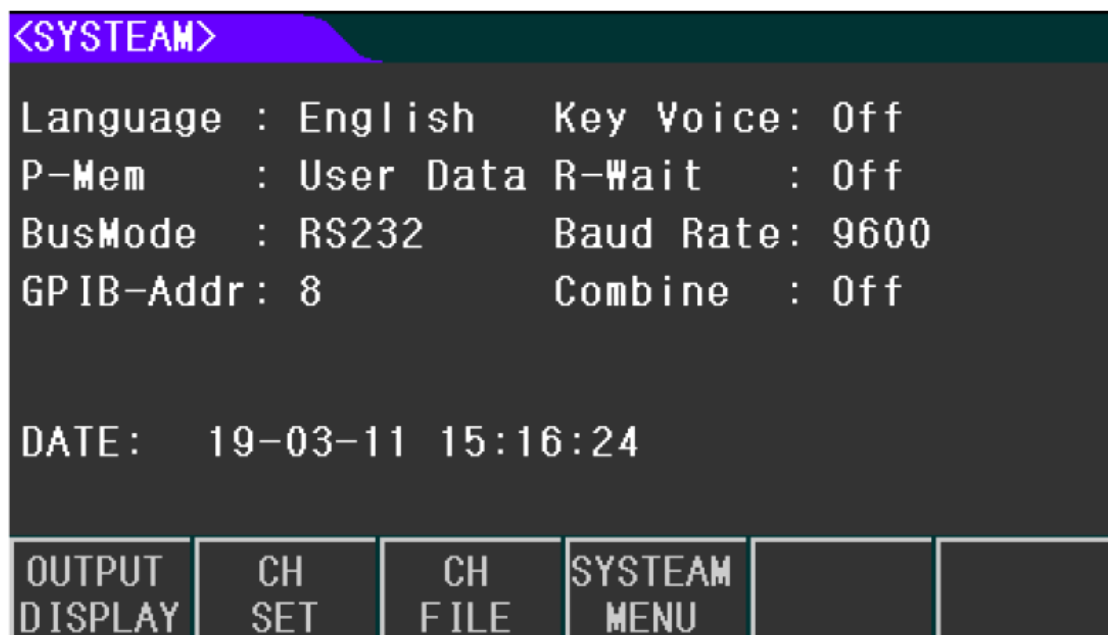 <SYSTEAM>
Language : English Key Voice: Off
P-Mem : User Data R-Wait : Off
BusMode : RS232 Baud Rate: 9600
GPIB-Addr: 8 Combine : Off
DATE: 19-03-11 15:16:24
OUTPUT DISPLAY
CH SET
CH FILE
SYSTEAM MENU